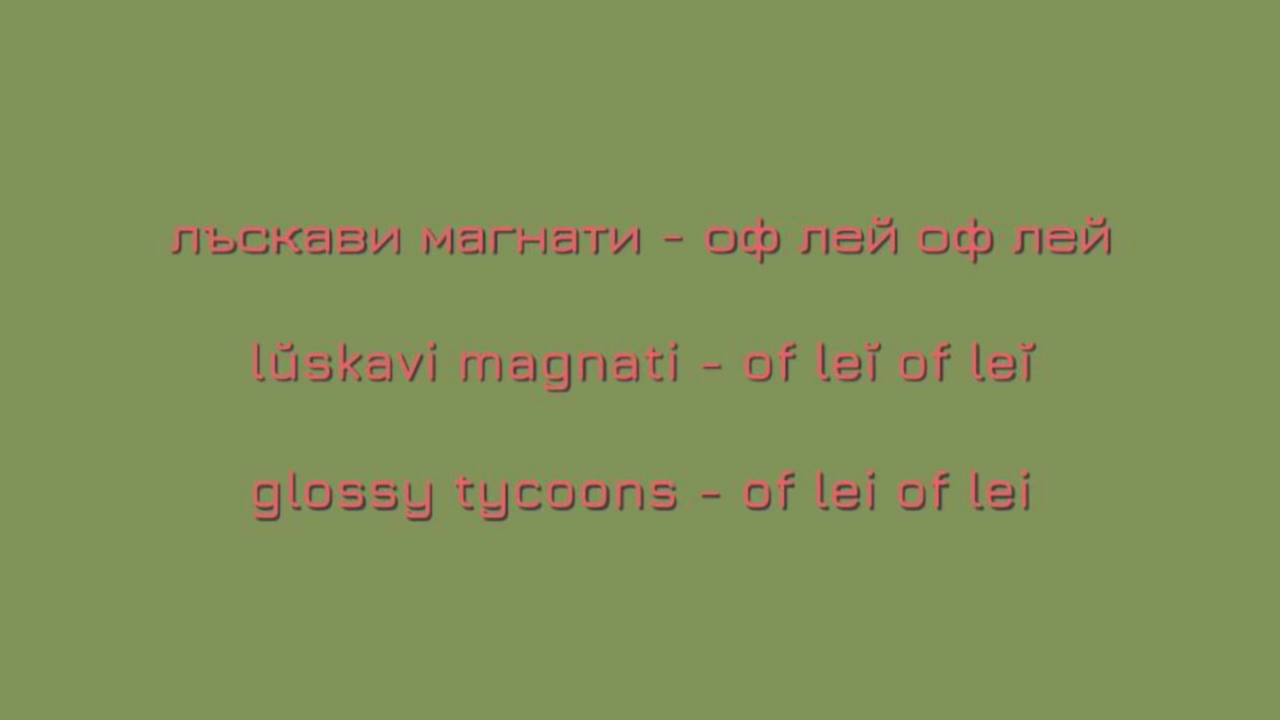 лъскави магнати - оф лей оф лей
lŭskavi magnati - of leĭ of leĭ
glossy tycoons - of lei of lei